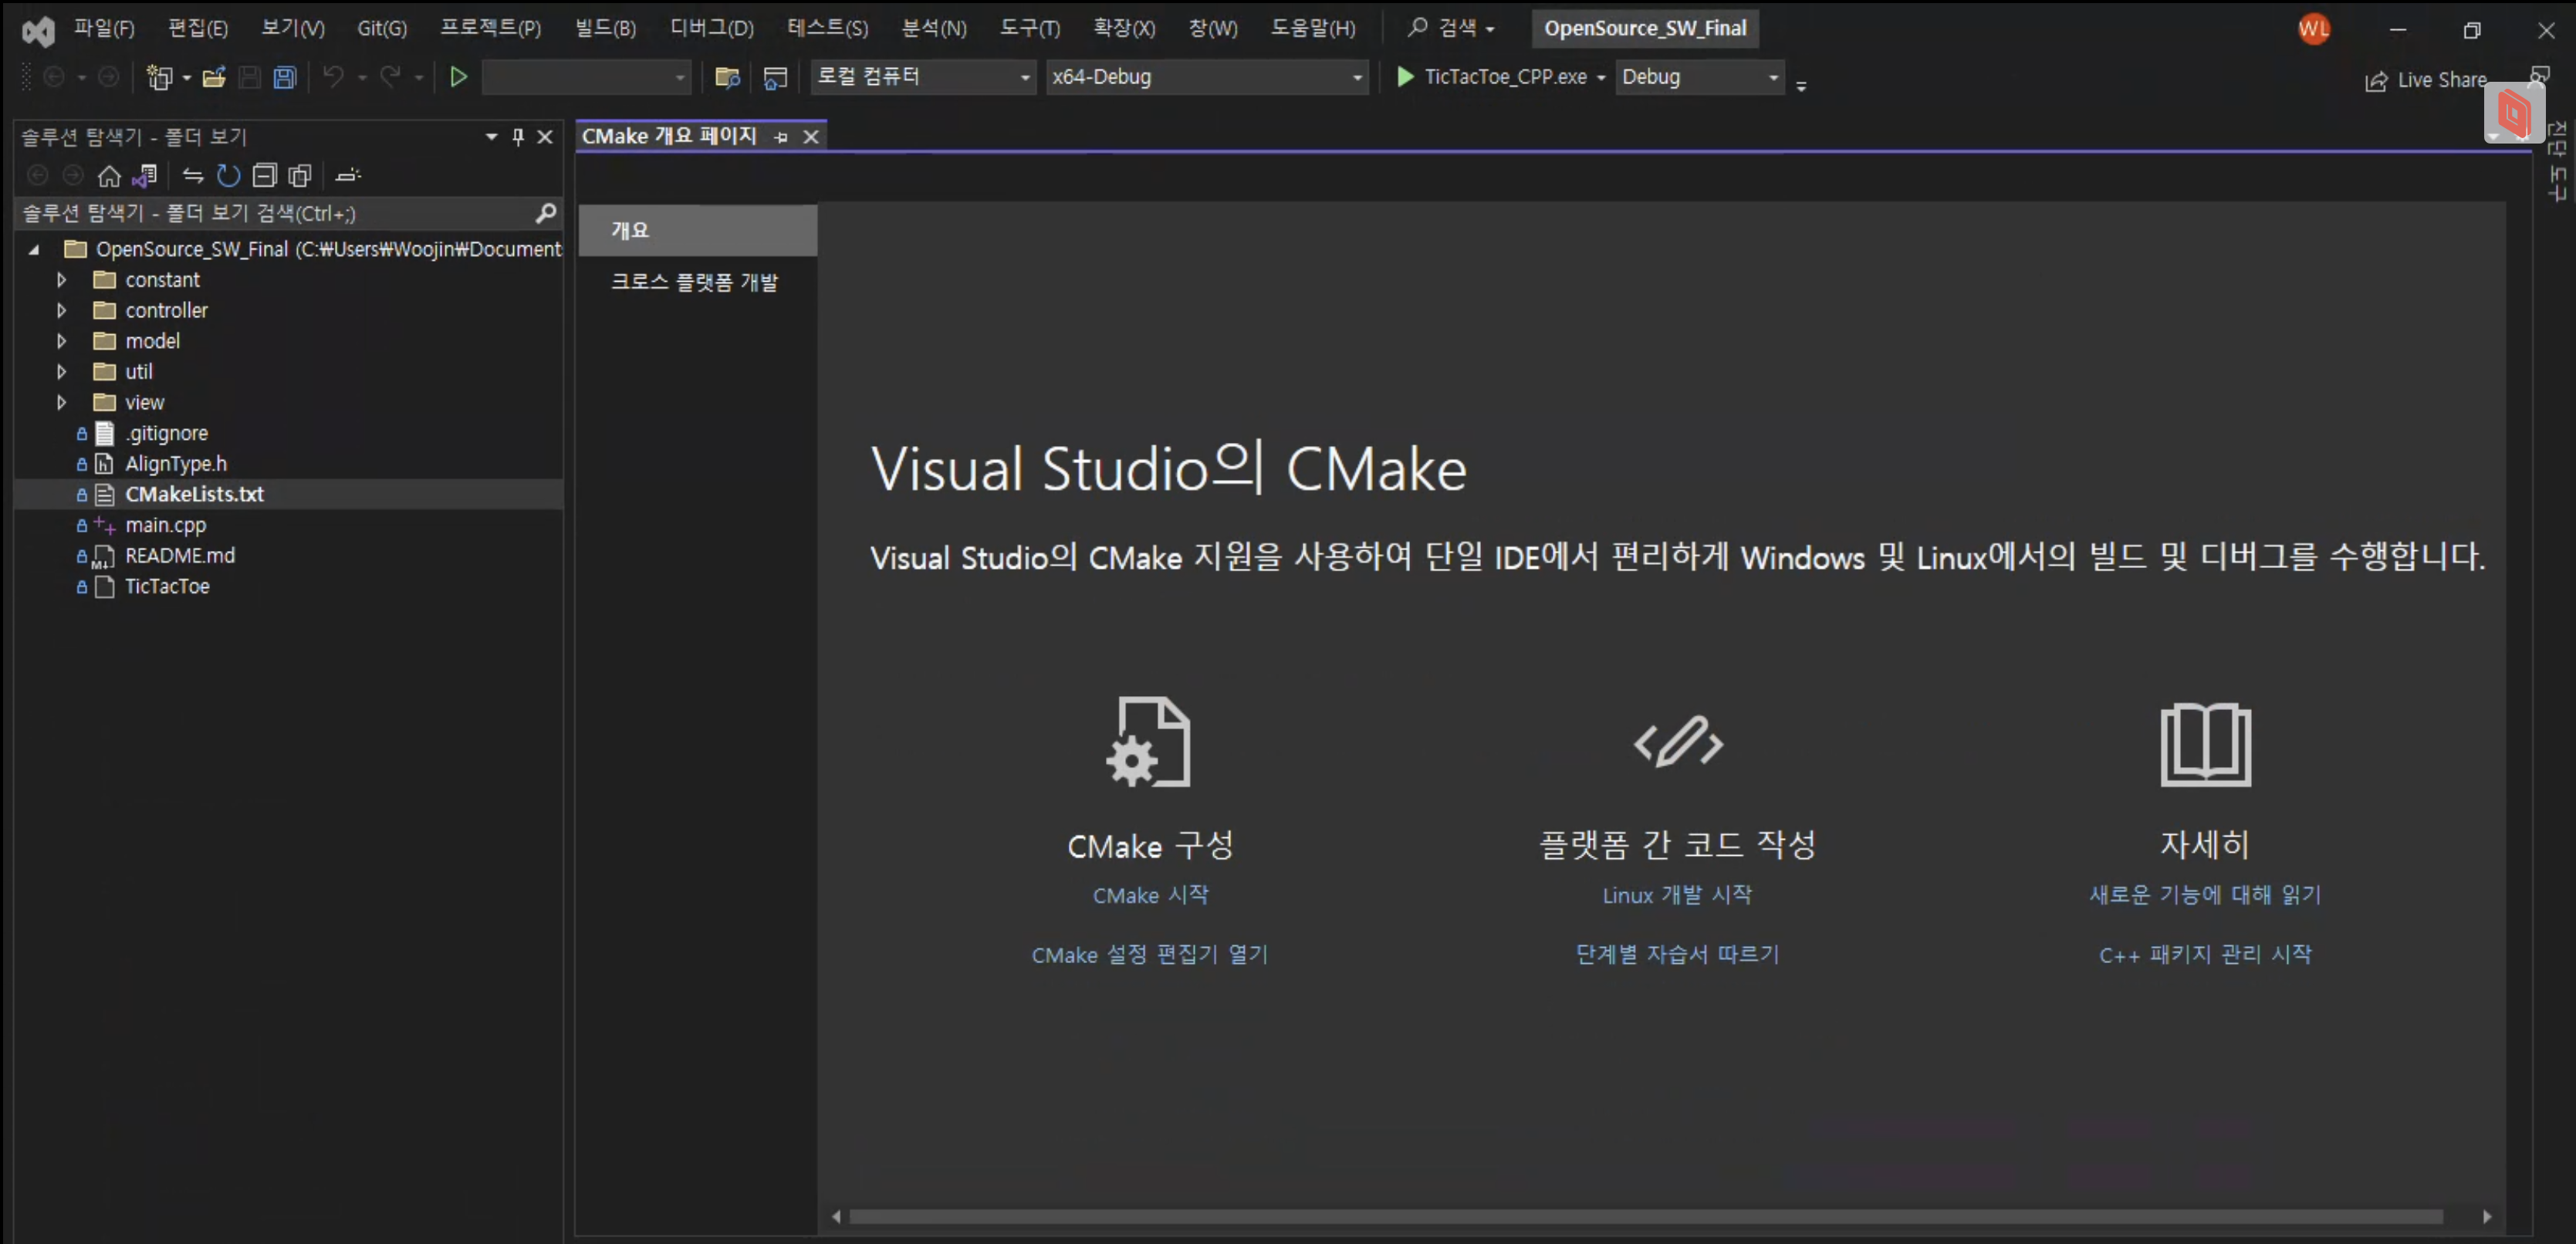 파일(F) 편집(E) 보기(V) Git(G) 프로젝트(P) 빌드(B) 디버그(D) 테스트(S) 분석(N) 도구(T) 확장(X) 창(W) 도움말(H) 검색 OpenSource_SW_Final WL
로컬 컴퓨터 x64-Debug TicTacToe_CPP.exe Debug Live Share
솔루션 탐색기 - 폴더 보기
CMake 개요 페이지
진단 도구
솔루션 탐색기 - 폴더 보기 검색(Ctrl+;)
OpenSource_SW_Final (C:₩Users₩Woojin₩Document
constant
controller
model
util
view
.gitignore
AlignType.h
CMakeLists.txt
main.cpp
README.md
TicTacToe
개요
크로스 플랫폼 개발
Visual Studio의 CMake
Visual Studio의 CMake 지원을 사용하여 단일 IDE에서 편리하게 Windows 및 Linux에서의 빌드 및 디버그를 수행합니다.
CMake 구성
CMake 시작
CMake 설정 편집기 열기
플랫폼 간 코드 작성
Linux 개발 시작
단계별 자습서 따르기
자세히
새로운 기능에 대해 읽기
C++ 패키지 관리 시작